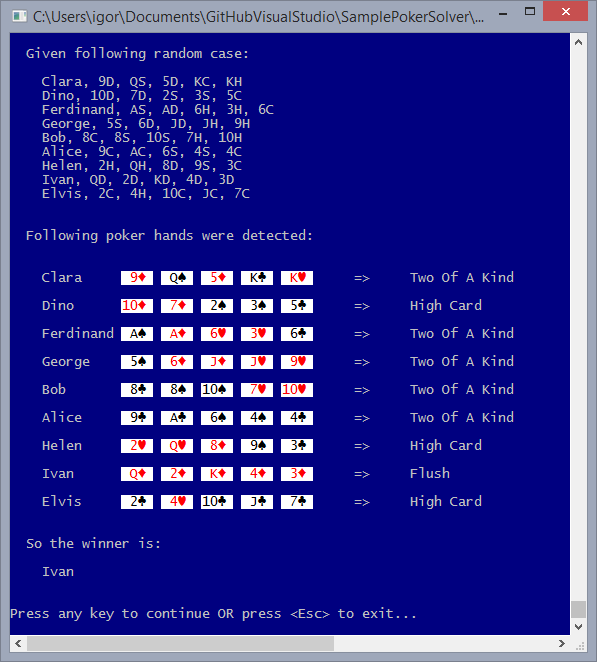 C:\Users\igor\Documents\GitHubVisualStudio\SamplePokerSolver\...
Given following random case:
Clara, 9D, QS, 5D, KC, KH
Dino, 10D, 7D, 2S, 3S, 5C
Ferdinand, AS, AD, 6H, 3H, 6C
George, 5S, 6D, JD, JH, 9H
Bob, 8C, 8S, 10S, 7H, 10H
Alice, 9C, AC, 6S, 4S, 4C
Helen, 2H, QH, 8D, 9S, 3C
Ivan, QD, 2D, KD, 4D, 3D
Elvis, 2C, 4H, 10C, JC, 7C
Following poker hands were detected:
Clara 9♦ Q♠ 5♦ K♣ K♥ => Two Of A Kind
Dino 10♦ 7♦ 2♠ 3♠ 5♣ => High Card
Ferdinand A♠ A♦ 6♥ 3♥ 6♣ => Two Of A Kind
George 5♠ 6♦ J♦ J♥ 9♥ => Two Of A Kind
Bob 8♣ 8♠ 10♠ 7♥ 10♥ => Two Of A Kind
Alice 9♣ A♣ 6♠ 4♠ 4♣ => Two Of A Kind
Helen 2♥ Q♥ 8♦ 9♠ 3♣ => High Card
Ivan Q♦ 2♦ K♦ 4♦ 3♦ => Flush
Elvis 2♣ 4♥ 10♣ J♣ 7♣ => High Card
So the winner is:
Ivan
Press any key to continue OR press <Esc> to exit...